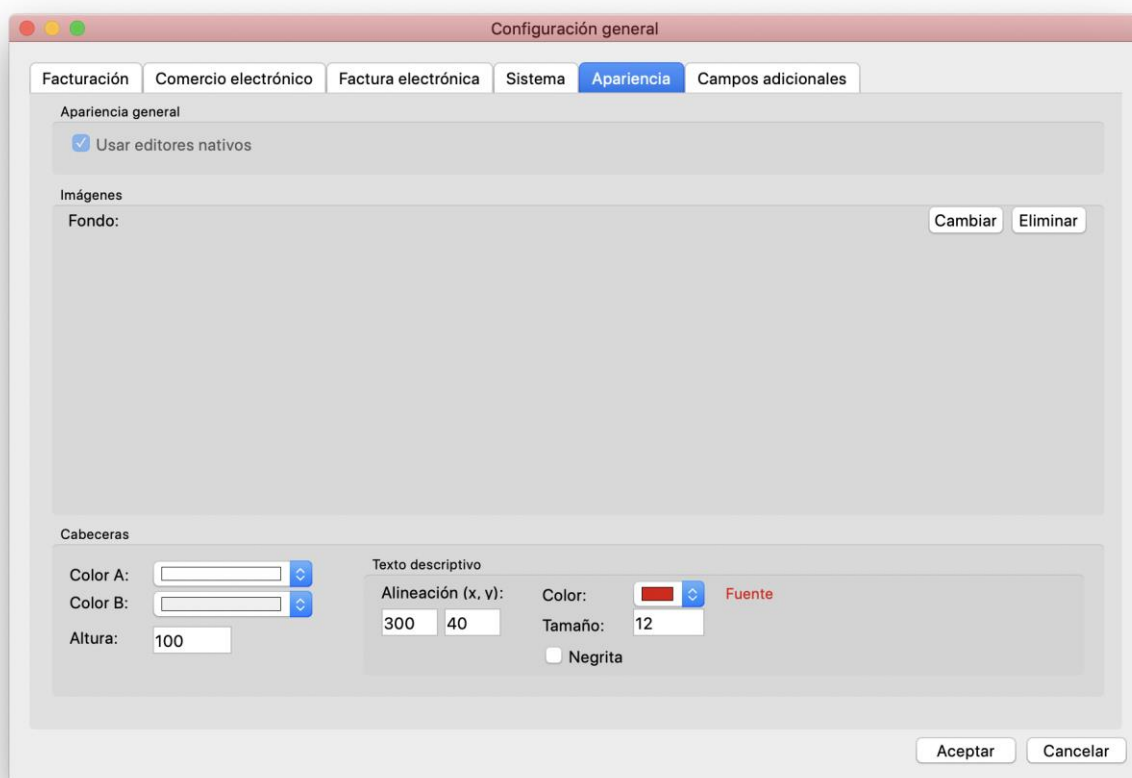 Configuración general
Facturación Comercio electrónico Factura electrónica Sistema Apariencia Campos adicionales
Apariencia general
Usar editores nativos
Imágenes
Fondo: Cambiar Eliminar
Cabeceras
Color A:
Color B:
Altura: 100
Texto descriptivo
Alineación (x, y): Color: Fuente
300 40 Tamaño: 12
Negrita
Aceptar Cancelar